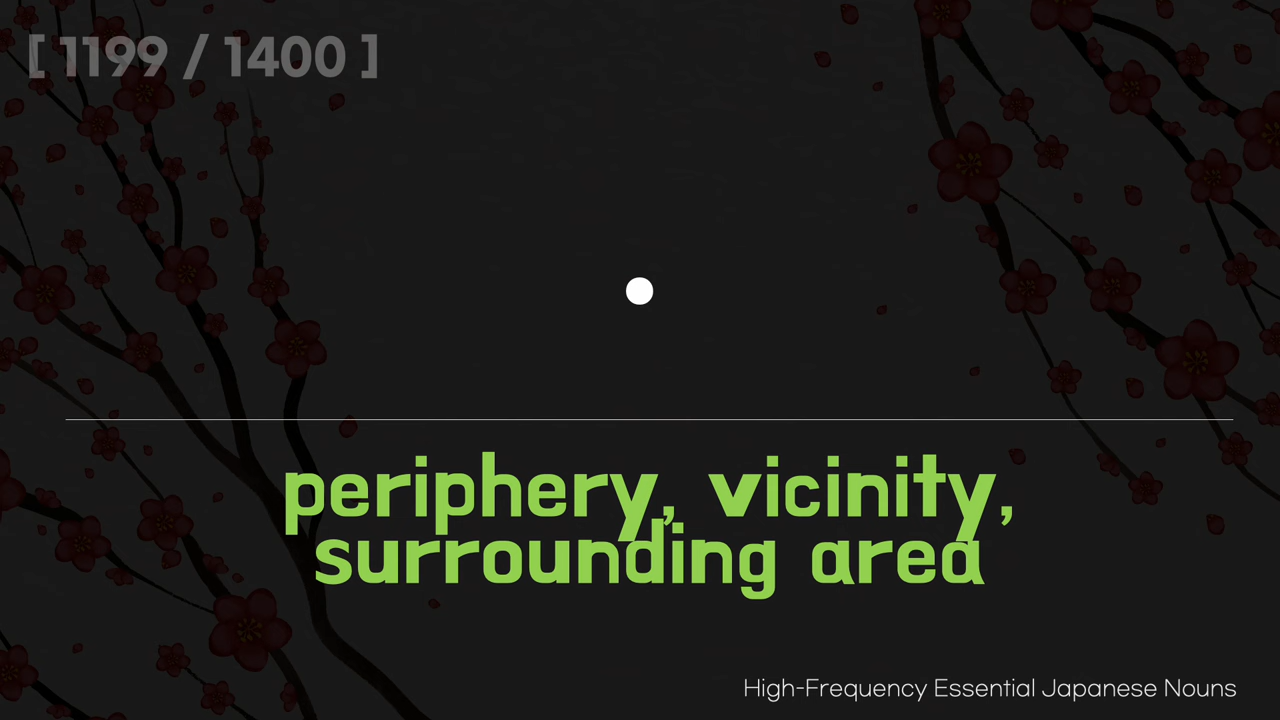 [ 1199 / 1400 ]
periphery, vicinity,
surrounding area
High-Frequency Essential Japanese Nouns